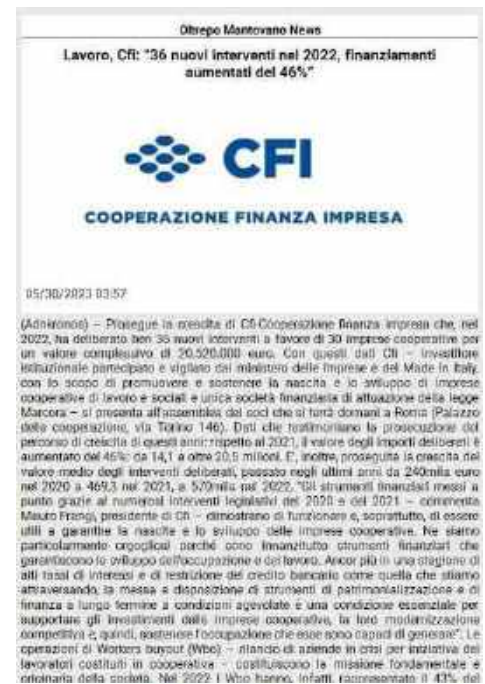 Oltrepo Mantovano News
Lavoro, Cfi: "36 nuovi interventi nel 2022, finanziamenti
aumentati del 46%"
CFI
COOPERAZIONE FINANZA IMPRESA
05/30/2023 03:57
(Adnkronos) – Prosegue la crescita di Cfi-Cooperazione finanza impresa che, nel
2022, ha deliberato ben 36 nuovi interventi a favore di 30 imprese cooperative per
un valore complessivo di 20.520.000 euro. Con questi dati Cfi – investitore
istituzionale partecipato e vigilato dal ministero delle Imprese e del Made in Italy,
con lo scopo di promuovere e sostenere la nascita e lo sviluppo di imprese
cooperative di lavoro e sociali e unica società finanziaria di attuazione della legge
Marcora – si presenta all'assemblea dei soci che si terrà domani a Roma (Palazzo
della cooperazione, via Torino 146). Dati che testimoniano la prosecuzione del
percorso di crescita di questi anni: rispetto al 2021, il valore degli importi deliberati è
aumentato del 46%: da 14,1 a oltre 20,5 milioni. E', inoltre, proseguita la crescita del
valore medio degli interventi deliberati, passato negli ultimi anni da 240mila euro
nel 2020 a 469,3 nel 2021, a 570mila nel 2022. "Gli strumenti finanziari messi a
punto grazie ai numerosi interventi legislativi del 2020 e del 2021 – commenta
Mauro Frangi, presidente di Cfi – dimostrano di funzionare e, soprattutto, di essere
utili a garantire la nascita e lo sviluppo delle imprese cooperative. Ne siamo
particolarmente orgogliosi perché sono innanzitutto strumenti finanziari che
garantiscono lo sviluppo dell'occupazione e del lavoro. Ancor più in una stagione di
alti tassi di interessi e di restrizione del credito bancario come quella che stiamo
attraversando, la messa a disposizione di strumenti di patrimonializzazione e di
finanza a lungo termine a condizioni agevolate è una condizione essenziale per
supportare gli investimenti delle imprese cooperative, la loro modernizzazione
competitiva e, quindi, sostenere l'occupazione che esse sono capaci di generare". Le
operazioni di Workers buyout (Wbo) – rilancio di aziende in crisi per iniziativa dei
lavoratori costituiti in cooperativa – costituiscono la missione fondamentale e
originaria della società. Nel 2022 i Wbo hanno, infatti, rappresentato il 43% del